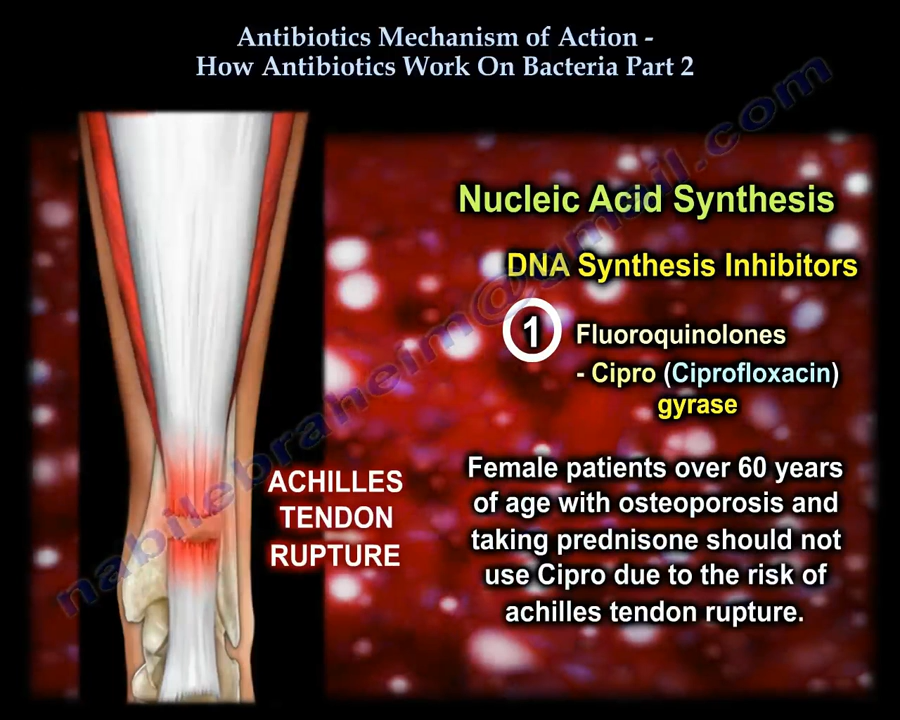 Antibiotics Mechanism of Action -
How Antibiotics Work On Bacteria Part 2
Nucleic Acid Synthesis
DNA Synthesis Inhibitors
1 Fluoroquinolones
- Cipro (Ciprofloxacin)
gyrase
ACHILLES
TENDON
RUPTURE
Female patients over 60 years
of age with osteoporosis and
taking prednisone should not
use Cipro due to the risk of
achilles tendon rupture.
nabilebraheim@gmail.com